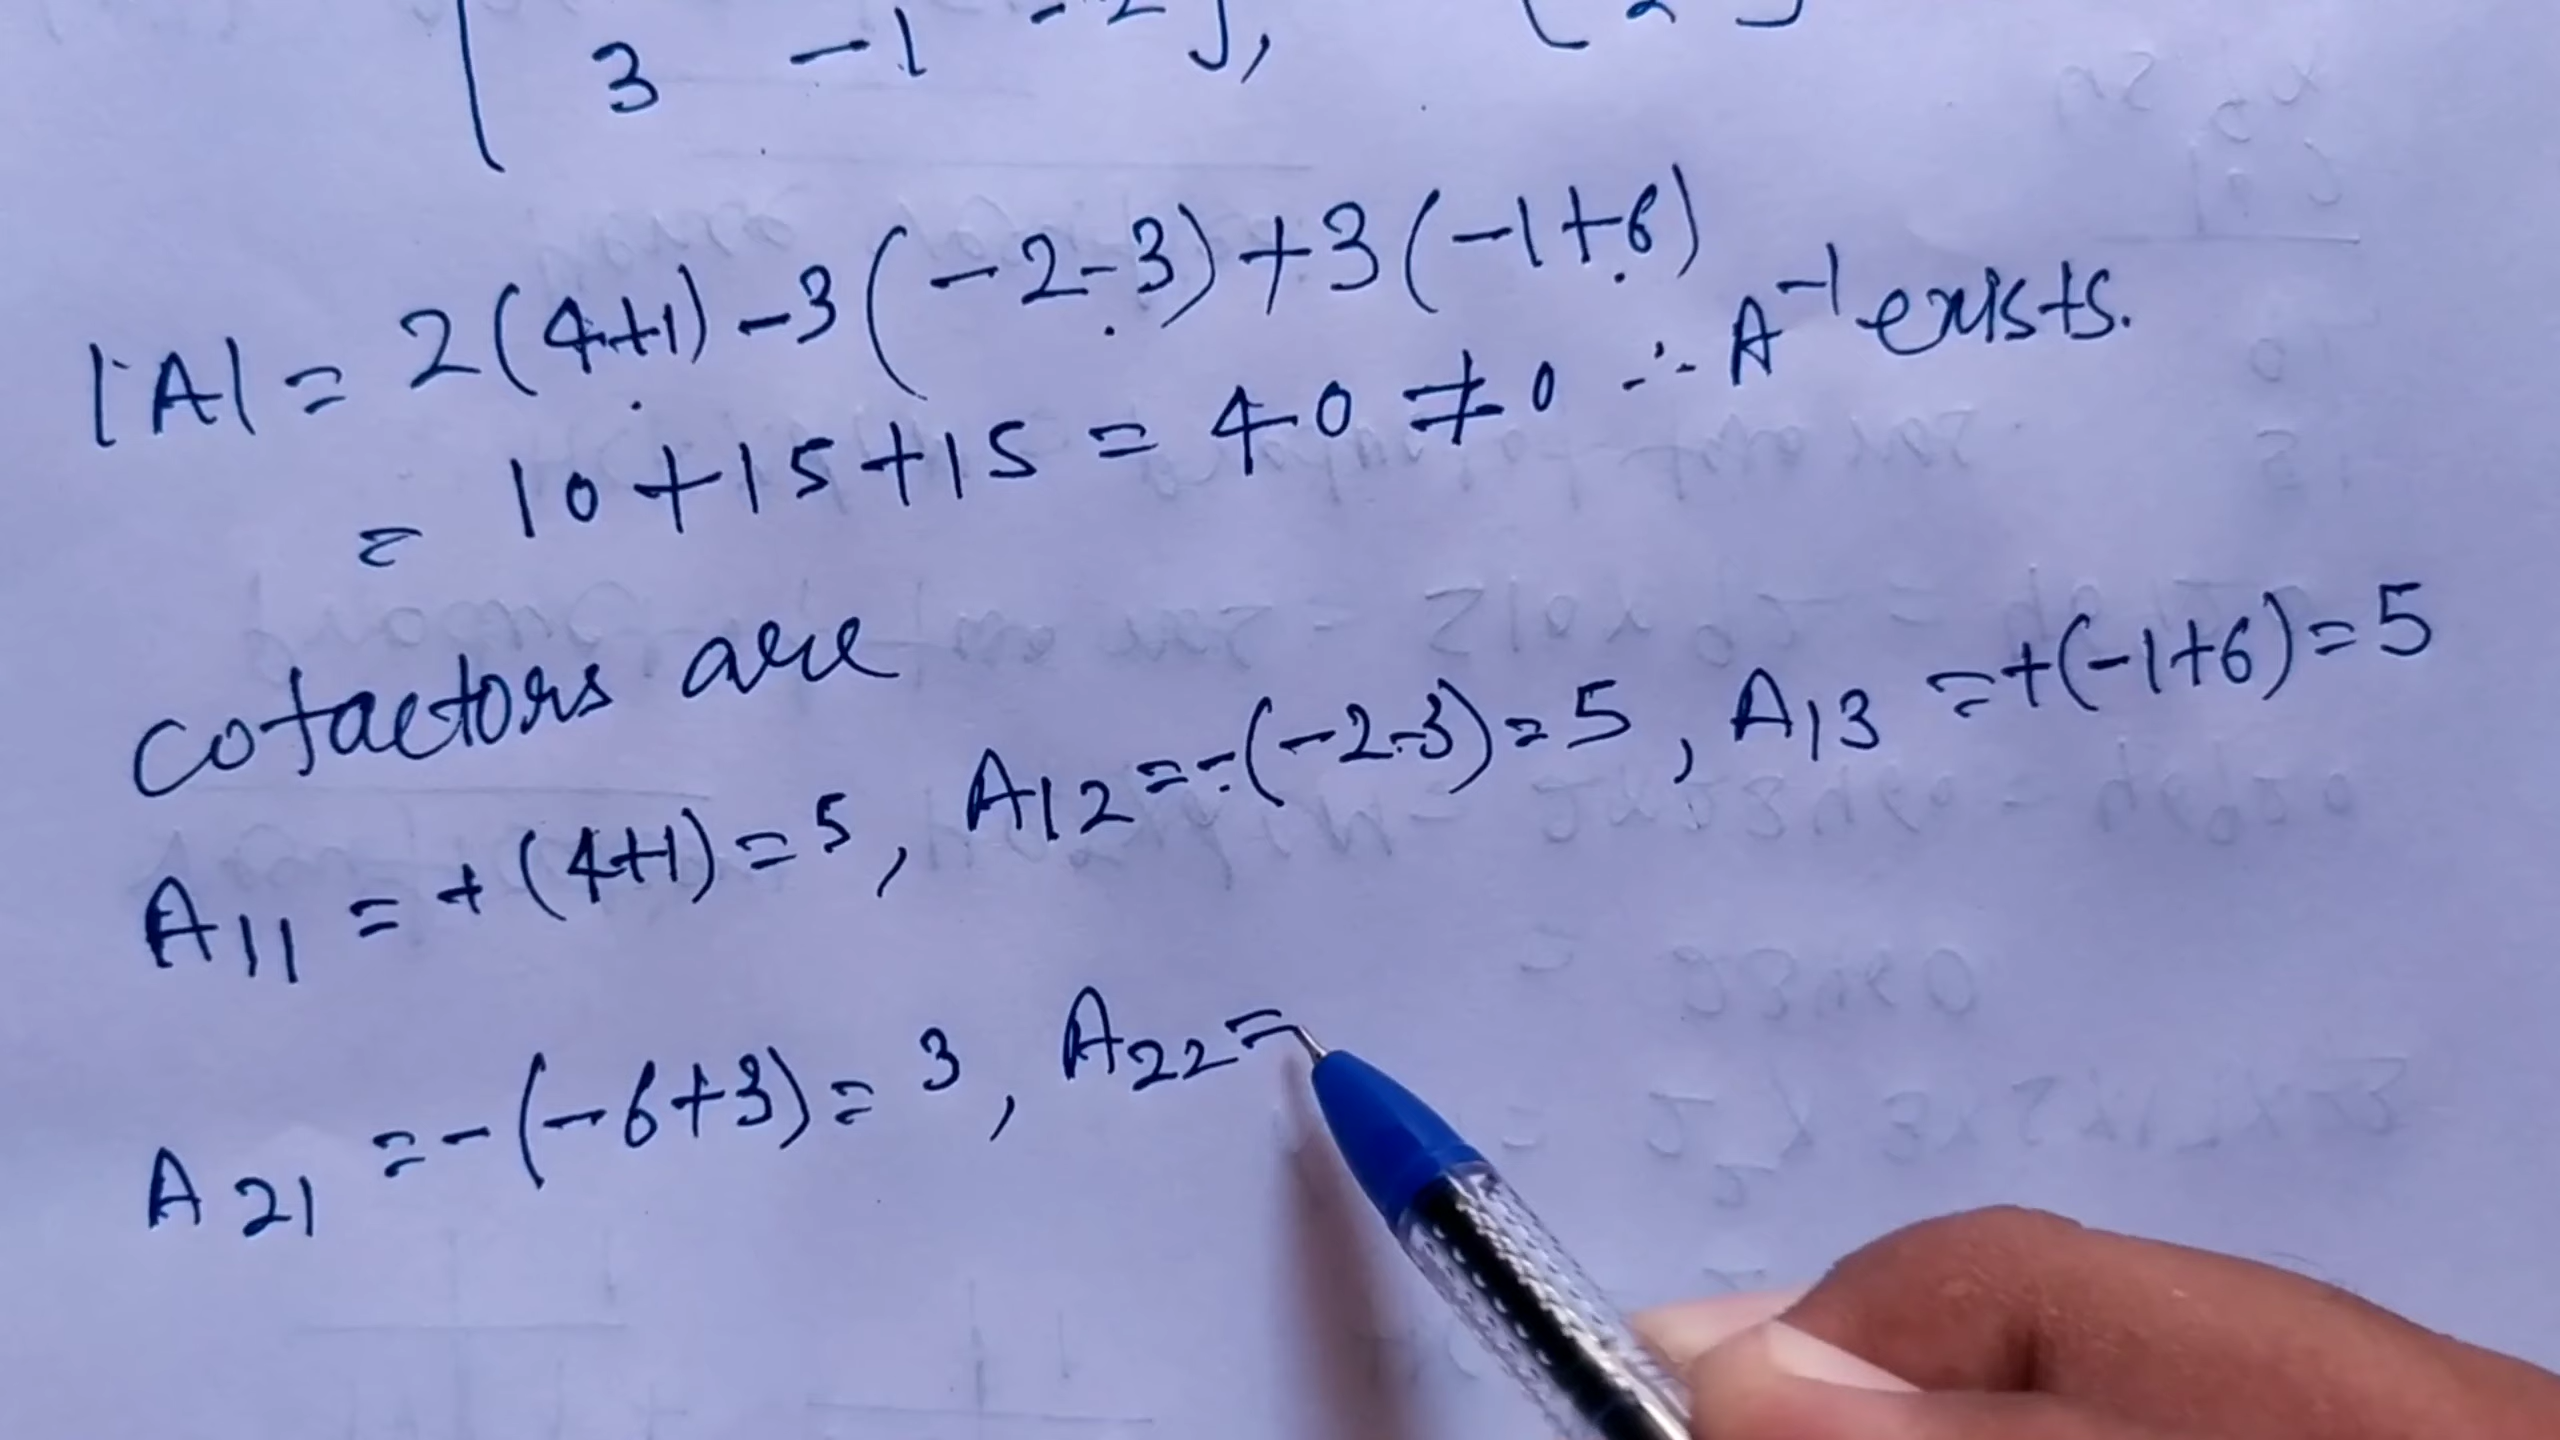 3 -1 -2], [2]
|A| = 2(4+1) -3(-2-3)+3(-1+6)
= 10+15+15 = 40 ≠ 0 ∴ A⁻¹ exists.
cofactors are
A11 = +(4+1) = 5, A12 = -(-2-3) = 5, A13 = +(-1+6) = 5
A21 = -(-6+3) = 3, A22 =